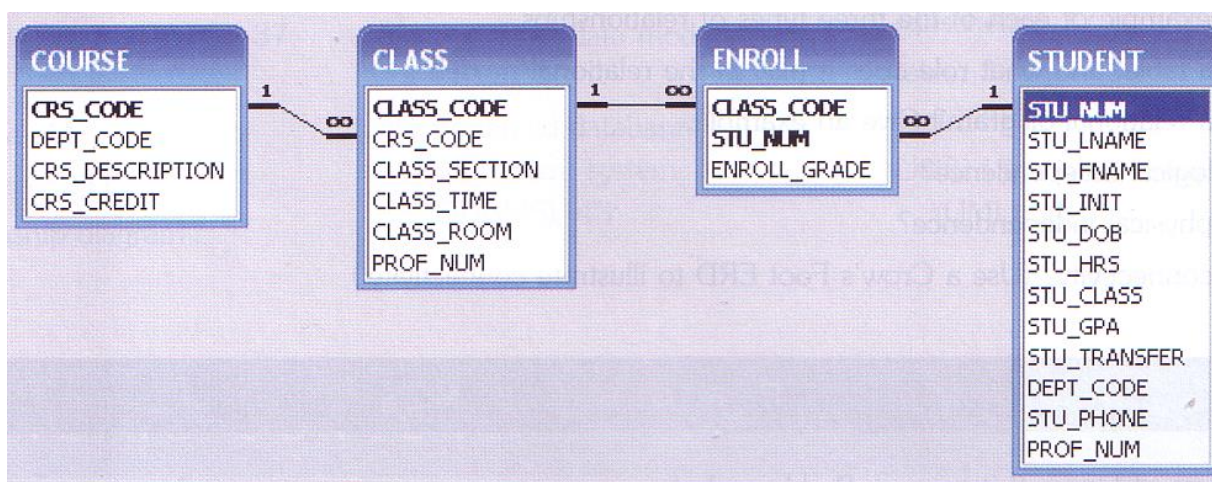 COURSE
CRS_CODE
DEPT_CODE
CRS_DESCRIPTION
CRS_CREDIT
1
∞
CLASS
CLASS_CODE
CRS_CODE
CLASS_SECTION
CLASS_TIME
CLASS_ROOM
PROF_NUM
1
∞
ENROLL
CLASS_CODE
STU_NUM
ENROLL_GRADE
∞
1
STUDENT
STU_NUM
STU_LNAME
STU_FNAME
STU_INIT
STU_DOB
STU_HRS
STU_CLASS
STU_GPA
STU_TRANSFER
DEPT_CODE
STU_PHONE
PROF_NUM